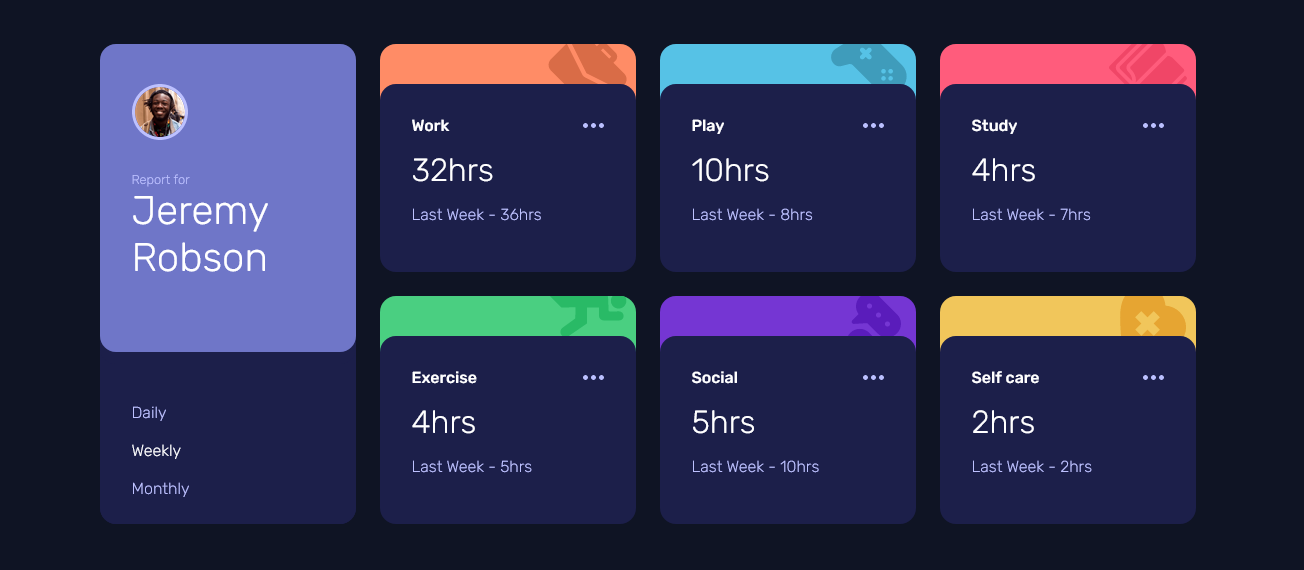 Report for
Jeremy
Robson
Daily
Weekly
Monthly
Work
32hrs
Last Week - 36hrs
Play
10hrs
Last Week - 8hrs
Study
4hrs
Last Week - 7hrs
Exercise
4hrs
Last Week - 5hrs
Social
5hrs
Last Week - 10hrs
Self care
2hrs
Last Week - 2hrs